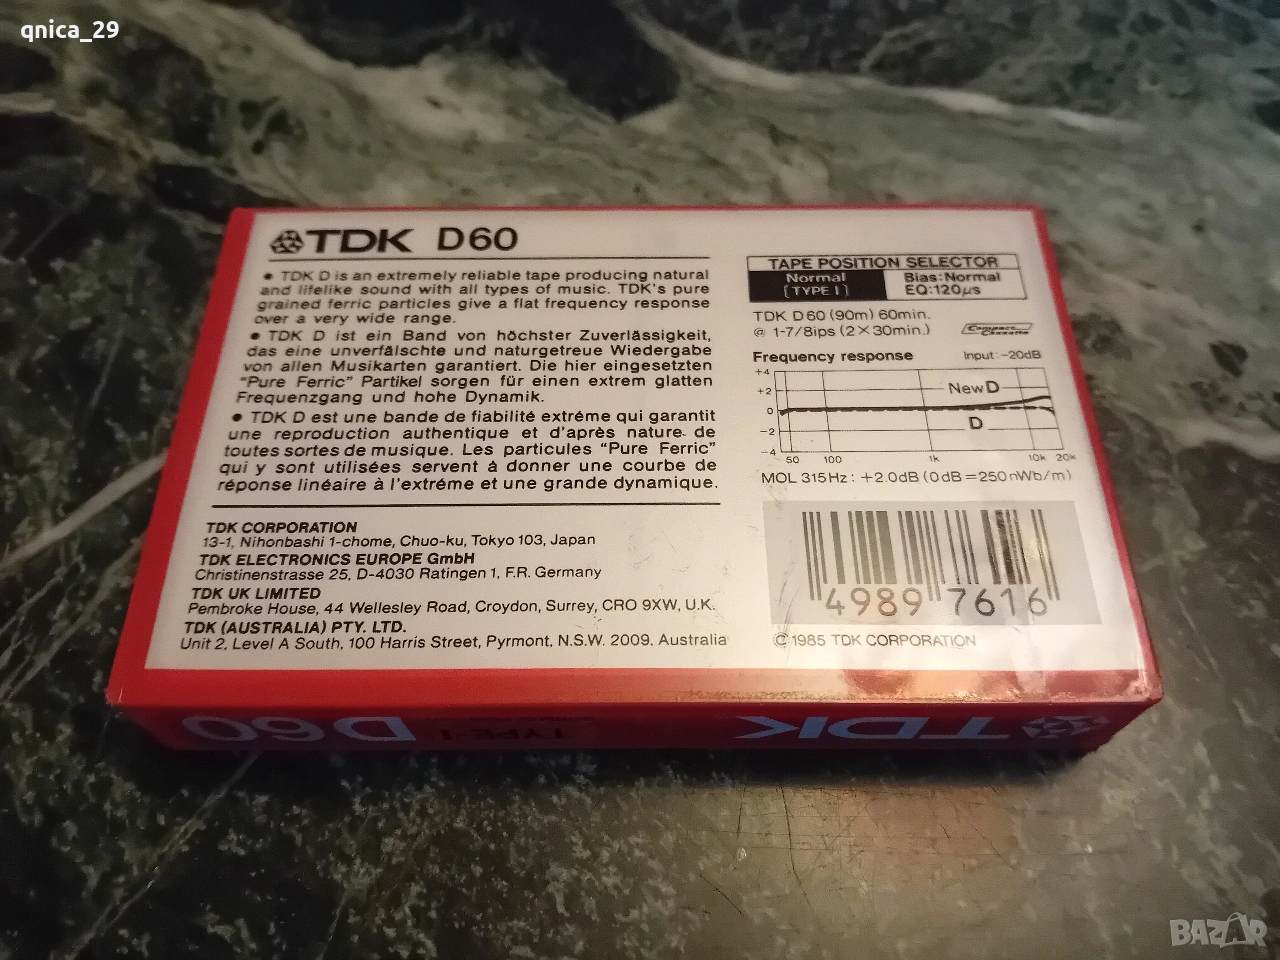 qnica_29
TDK D60
• TDK D is an extremely reliable tape producing natural
and lifelike sound with all types of music. TDK's pure
grained ferric particles give a flat frequency response
over a very wide range.
• TDK D ist ein Band von höchster Zuverlässigkeit,
das eine unverfälschte und naturgetreue Wiedergabe
von allen Musikarten garantiert. Die hier eingesetzten
"Pure Ferric" Partikel sorgen für einen extrem glatten
Frequenzgang und hohe Dynamik.
• TDK D est une bande de fiabilité extréme qui garantit
une reproduction authentique et d'après nature de
toutes sortes de musique. Les particules "Pure Ferric"
qui y sont utilisées servent à donner une courbe de
réponse linéaire à l'extréme et une grande dynamique.
TDK CORPORATION
13-1, Nihonbashi 1-chome, Chuo-ku, Tokyo 103, Japan
TDK ELECTRONICS EUROPE GmbH
Christinenstrasse 25, D-4030 Ratingen 1, F.R. Germany
TDK UK LIMITED
Pembroke House, 44 Wellesley Road, Croydon, Surrey, CRO 9XW, U.K.
TDK (AUSTRALIA) PTY. LTD.
Unit 2, Level A South, 100 Harris Street, Pyrmont, N.S.W. 2009. Australia
TAPE POSITION SELECTOR
Normal Bias:Normal
[TYPE I] EQ:120μs
TDK D60 (90m) 60min.
@ 1-7/8ips (2×30min.) Compact Cassette
Frequency response Input:-20dB
+4
+2 New D
0
-2 D
-4
50 100 1k 10k 20k
MOL 315Hz: +2.0dB (0dB=250nWb/m)
4989 7616
© 1985 TDK CORPORATION
TDK TYPE-I D60
BAZAR